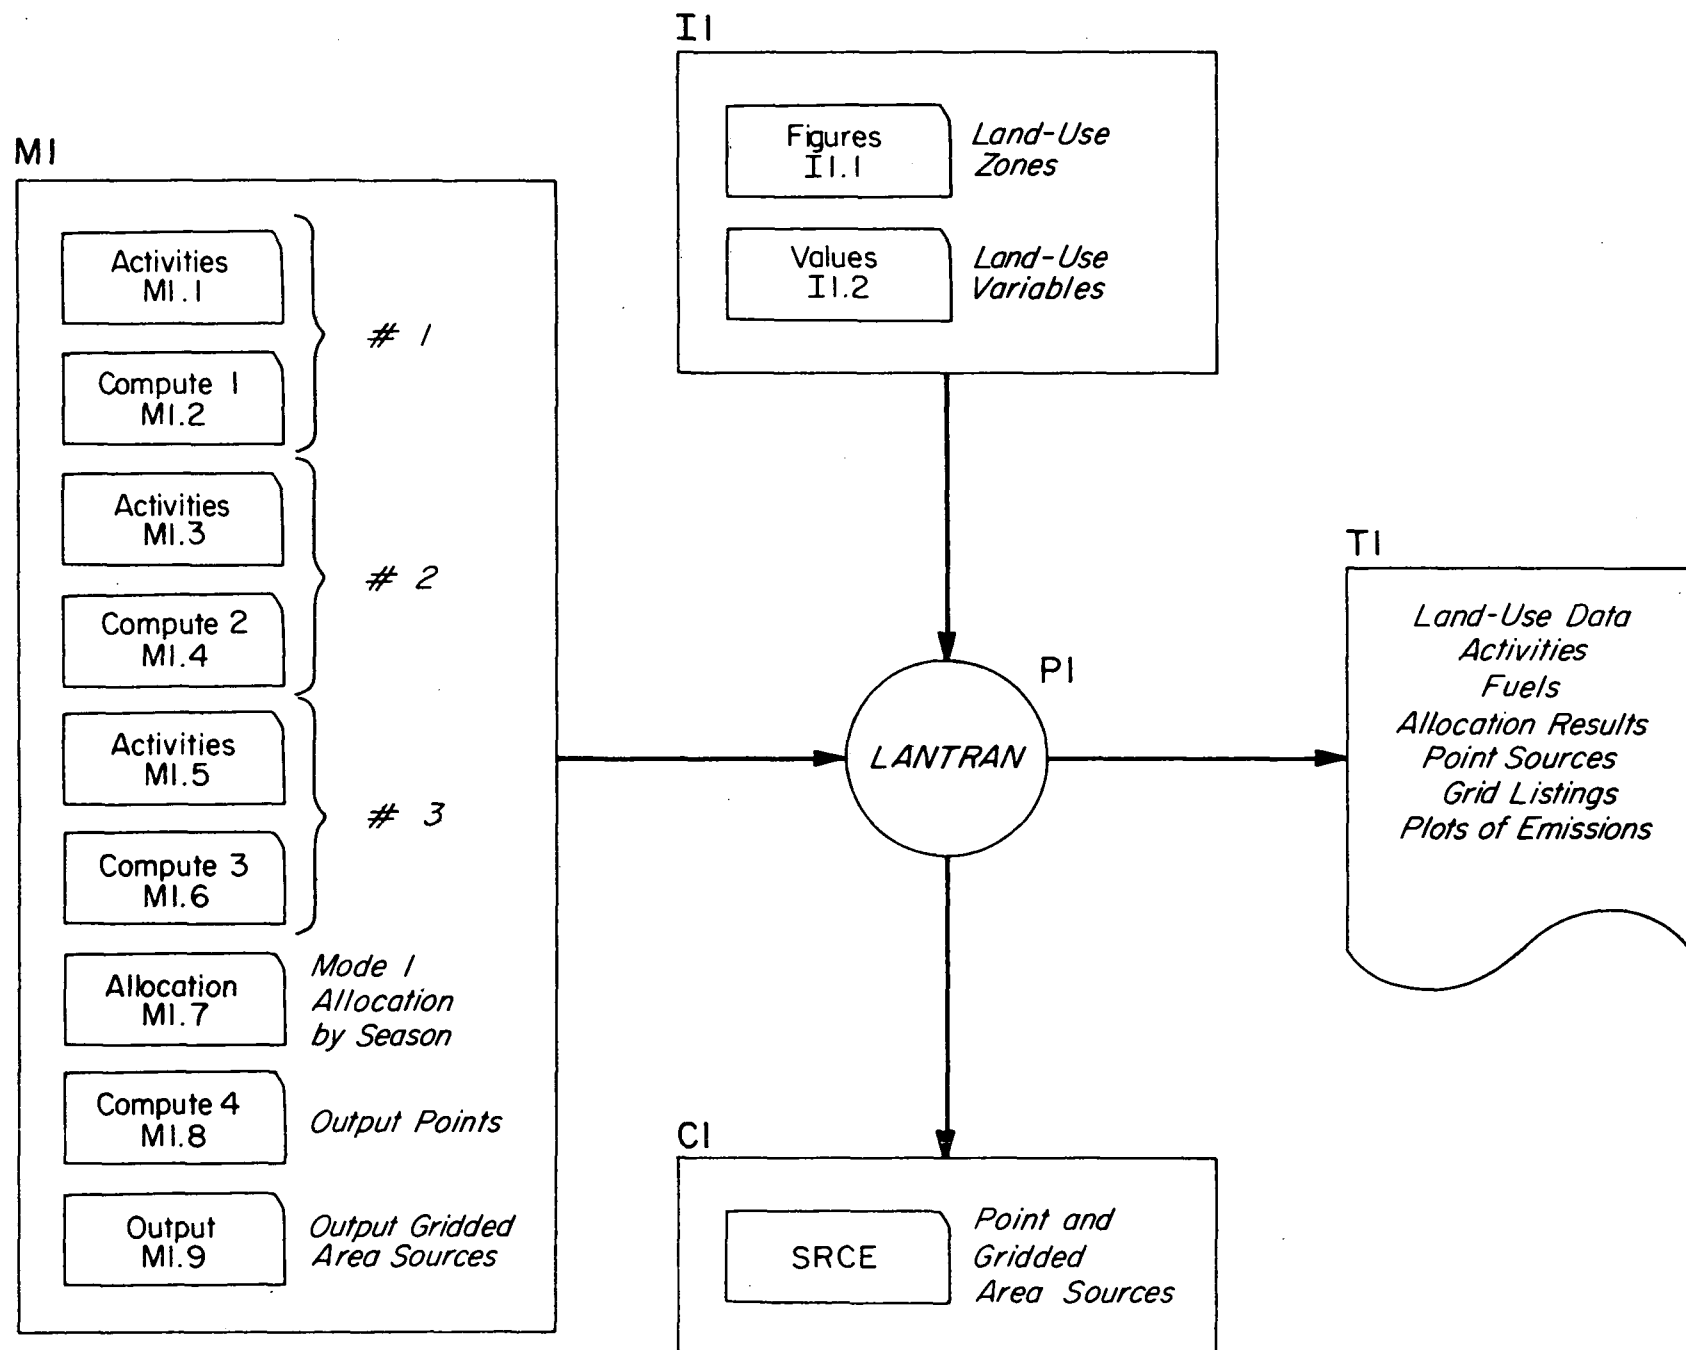 I1
Figures
I1.1
Land-Use
Zones
Values
I1.2
Land-Use
Variables
M1
Activities
M1.1
Compute 1
M1.2
# 1
Activities
M1.3
Compute 2
M1.4
# 2
Activities
M1.5
Compute 3
M1.6
# 3
Allocation
M1.7
Mode 1
Allocation
by Season
Compute 4
M1.8
Output Points
Output
M1.9
Output Gridded
Area Sources
P1
LANTRAN
T1
Land-Use Data
Activities
Fuels
Allocation Results
Point Sources
Grid Listings
Plots of Emissions
C1
SRCE
Point and
Gridded
Area Sources